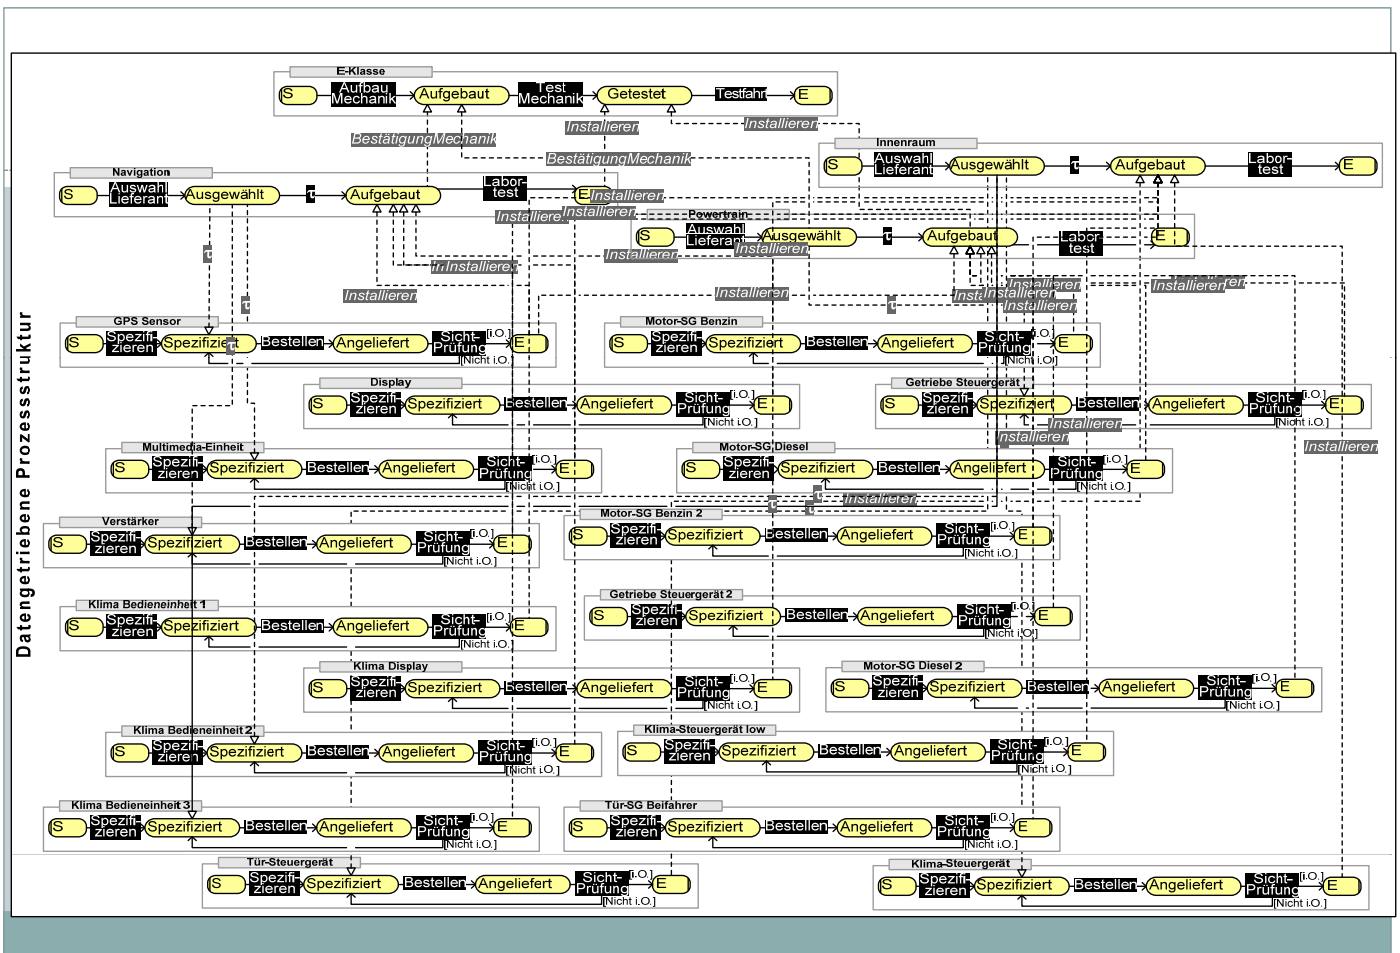 Datengetriebene Prozessstruktur
E-Klasse
S
Aufbau
Mechanik
Aufgebaut
Test
Mechanik
Getestet
Testfahrt
E
BestätigungMechanik
Installieren
Installieren
BestätigungMechanik
Innenraum
S
Auswahl
Lieferant
Ausgewählt
τ
Aufgebaut
Labor-
test
E
Navigation
S
Auswahl
Lieferant
Ausgewählt
τ
Aufgebaut
Labor-
test
E
Installieren
Installieren
Installieren
Powertrain
S
Auswahl
Lieferant
Ausgewählt
τ
Aufgebaut
Labor-
test
E
τ
Installieren
Installieren
Installieren
Installieren
Installieren
Installieren
Installieren
Installieren
τ
τ
GPS Sensor
S
Spezifi-
zieren
Spezifiziert
τ
Bestellen
Angeliefert
Sicht-
Prüfung
[i.O.]
[Nicht i.O.]
E
Motor-SG Benzin
S
Spezifi-
zieren
Spezifiziert
Bestellen
Angeliefert
Sicht-
Prüfung
[i.O.]
[Nicht i.O.]
E
Display
S
Spezifi-
zieren
Spezifiziert
Bestellen
Angeliefert
Sicht-
Prüfung
[i.O.]
[Nicht i.O.]
E
Getriebe Steuergerät
S
Spezifi-
zieren
Spezifiziert
Bestellen
Angeliefert
Sicht-
Prüfung
[i.O.]
[Nicht i.O.]
E
Installieren
Installieren
Installieren
Multimedia-Einheit
S
Spezifi-
zieren
Spezifiziert
Bestellen
Angeliefert
Sicht-
Prüfung
[i.O.]
[Nicht i.O.]
E
Motor-SG Diesel
S
Spezifi-
zieren
Spezifiziert
Bestellen
Angeliefert
Sicht-
Prüfung
[i.O.]
[Nicht i.O.]
E
τ
τ
τ
Installieren
Verstärker
S
Spezifi-
zieren
Spezifiziert
Bestellen
Angeliefert
Sicht-
Prüfung
[i.O.]
[Nicht i.O.]
E
Motor-SG Benzin 2
S
Spezifi-
zieren
Spezifiziert
Bestellen
Angeliefert
Sicht-
Prüfung
[i.O.]
[Nicht i.O.]
E
Klima Bedieneinheit 1
S
Spezifi-
zieren
Spezifiziert
Bestellen
Angeliefert
Sicht-
Prüfung
[i.O.]
[Nicht i.O.]
E
Getriebe Steuergerät 2
S
Spezifi-
zieren
Spezifiziert
Bestellen
Angeliefert
Sicht-
Prüfung
[i.O.]
[Nicht i.O.]
E
Klima Display
S
Spezifi-
zieren
Spezifiziert
Bestellen
Angeliefert
Sicht-
Prüfung
[i.O.]
[Nicht i.O.]
E
Motor-SG Diesel 2
S
Spezifi-
zieren
Spezifiziert
Bestellen
Angeliefert
Sicht-
Prüfung
[i.O.]
[Nicht i.O.]
E
Klima Bedieneinheit 2
S
Spezifi-
zieren
Spezifiziert
Bestellen
Angeliefert
Sicht-
Prüfung
[i.O.]
[Nicht i.O.]
E
Klima-Steuergerät low
S
Spezifi-
zieren
Spezifiziert
Bestellen
Angeliefert
Sicht-
Prüfung
[i.O.]
[Nicht i.O.]
E
Klima Bedieneinheit 3
S
Spezifi-
zieren
Spezifiziert
Bestellen
Angeliefert
Sicht-
Prüfung
[i.O.]
[Nicht i.O.]
E
Tür-SG Beifahrer
S
Spezifi-
zieren
Spezifiziert
Bestellen
Angeliefert
Sicht-
Prüfung
[i.O.]
[Nicht i.O.]
E
Tür-Steuergerät
S
Spezifi-
zieren
Spezifiziert
Bestellen
Angeliefert
Sicht-
Prüfung
[i.O.]
[Nicht i.O.]
E
Klima-Steuergerät
S
Spezifi-
zieren
Spezifiziert
Bestellen
Angeliefert
Sicht-
Prüfung
[i.O.]
[Nicht i.O.]
E